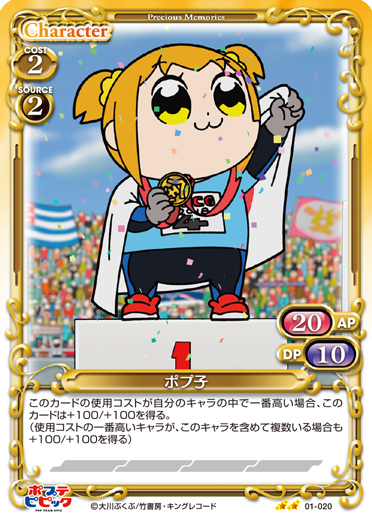 Precious Memories
Character
COST
2
SOURCE
2
1
20 AP
DP 10
ポプ子
このカードの使用コストが自分のキャラの中で一番高い場合、この
カードは+100/+100を得る。
（使用コストの一番高いキャラが、このキャラを含めて複数いる場合も
+100/+100を得る）
ポプテ
ピピック
POP TEAM EPIC
©大川ぶくぶ/竹書房・キングレコード
01-020